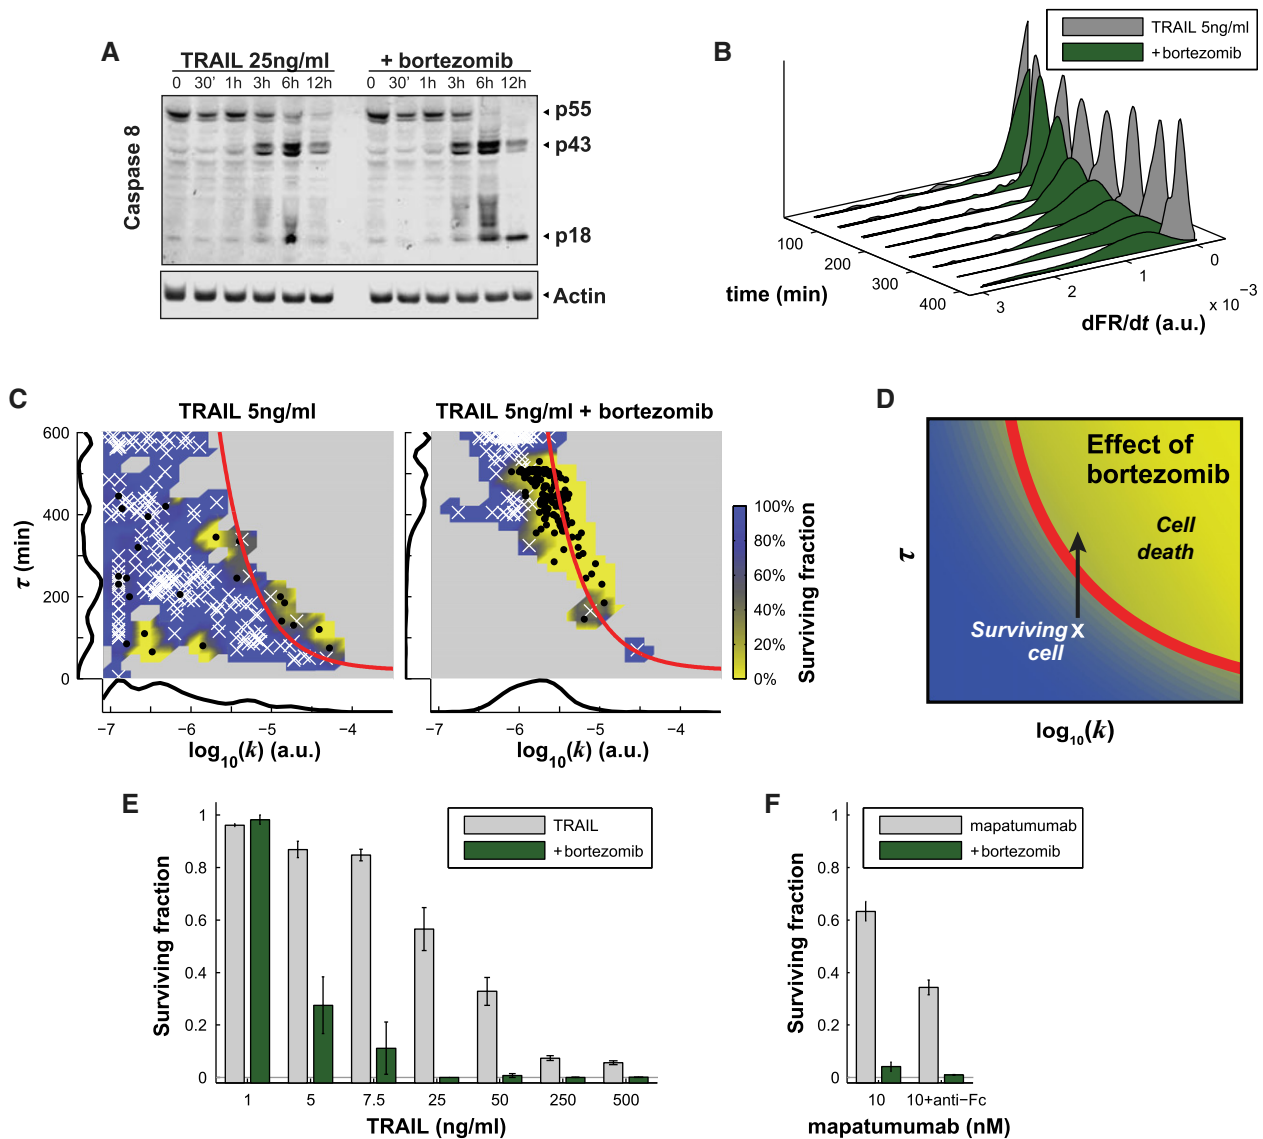 A
TRAIL 25ng/ml
+ bortezomib
0 30' 1h 3h 6h 12h
0 30' 1h 3h 6h 12h
Caspase 8
p55
p43
p18
Actin
B
TRAIL 5ng/ml
+ bortezomib
100
200
300
400
time (min)
3
2
1
0
x 10⁻³
dFR/dt (a.u.)
C
TRAIL 5ng/ml
TRAIL 5ng/ml + bortezomib
600
400
200
0
τ (min)
−7 −6 −5 −4
log₁₀(k) (a.u.)
−7 −6 −5 −4
log₁₀(k) (a.u.)
100%
80%
60%
40%
20%
0%
Surviving fraction
D
Effect of
bortezomib
Cell
death
Surviving x
cell
τ
log₁₀(k)
E
TRAIL
+ bortezomib
1
0.8
0.6
0.4
0.2
0
Surviving fraction
1 5 7.5 25 50 250 500
TRAIL (ng/ml)
F
mapatumumab
+ bortezomib
1
0.8
0.6
0.4
0.2
0
Surviving fraction
10 10+anti−Fc
mapatumumab (nM)